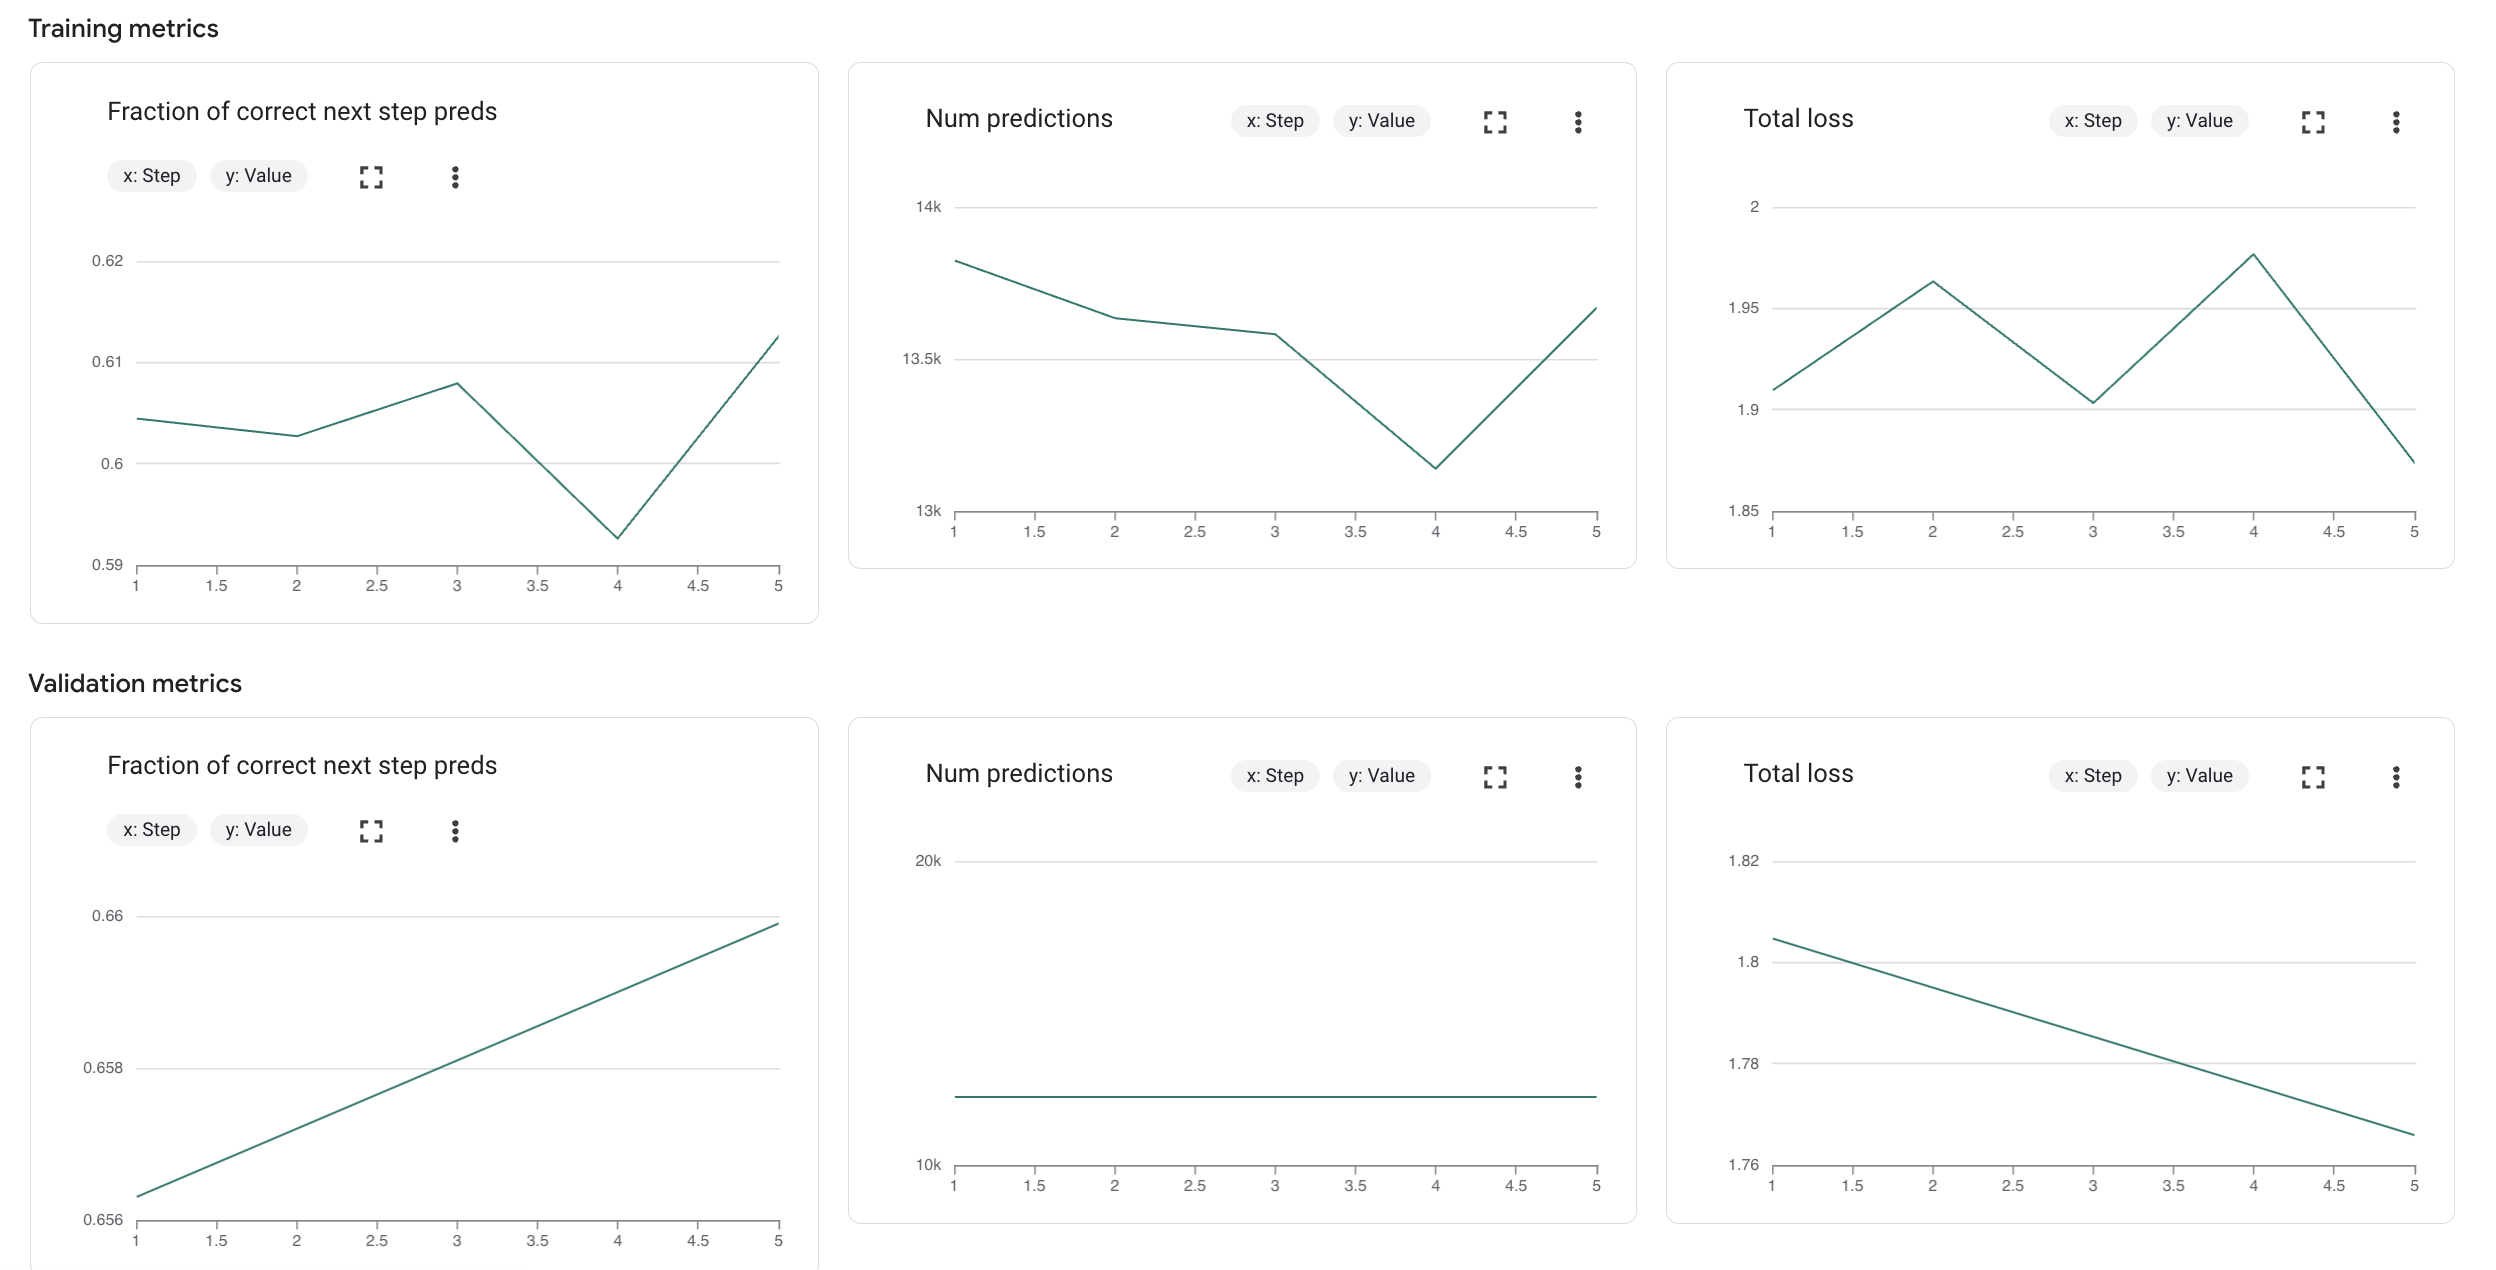 Training metrics
Fraction of correct next step preds
x: Step y: Value
0.62
0.61
0.6
0.59
1 1.5 2 2.5 3 3.5 4 4.5 5
Num predictions x: Step y: Value
14k
13.5k
13k
1 1.5 2 2.5 3 3.5 4 4.5 5
Total loss x: Step y: Value
2
1.95
1.9
1.85
1 1.5 2 2.5 3 3.5 4 4.5 5
Validation metrics
Fraction of correct next step preds
x: Step y: Value
0.66
0.658
0.656
1 1.5 2 2.5 3 3.5 4 4.5 5
Num predictions x: Step y: Value
20k
10k
1 1.5 2 2.5 3 3.5 4 4.5 5
Total loss x: Step y: Value
1.82
1.8
1.78
1.76
1 1.5 2 2.5 3 3.5 4 4.5 5